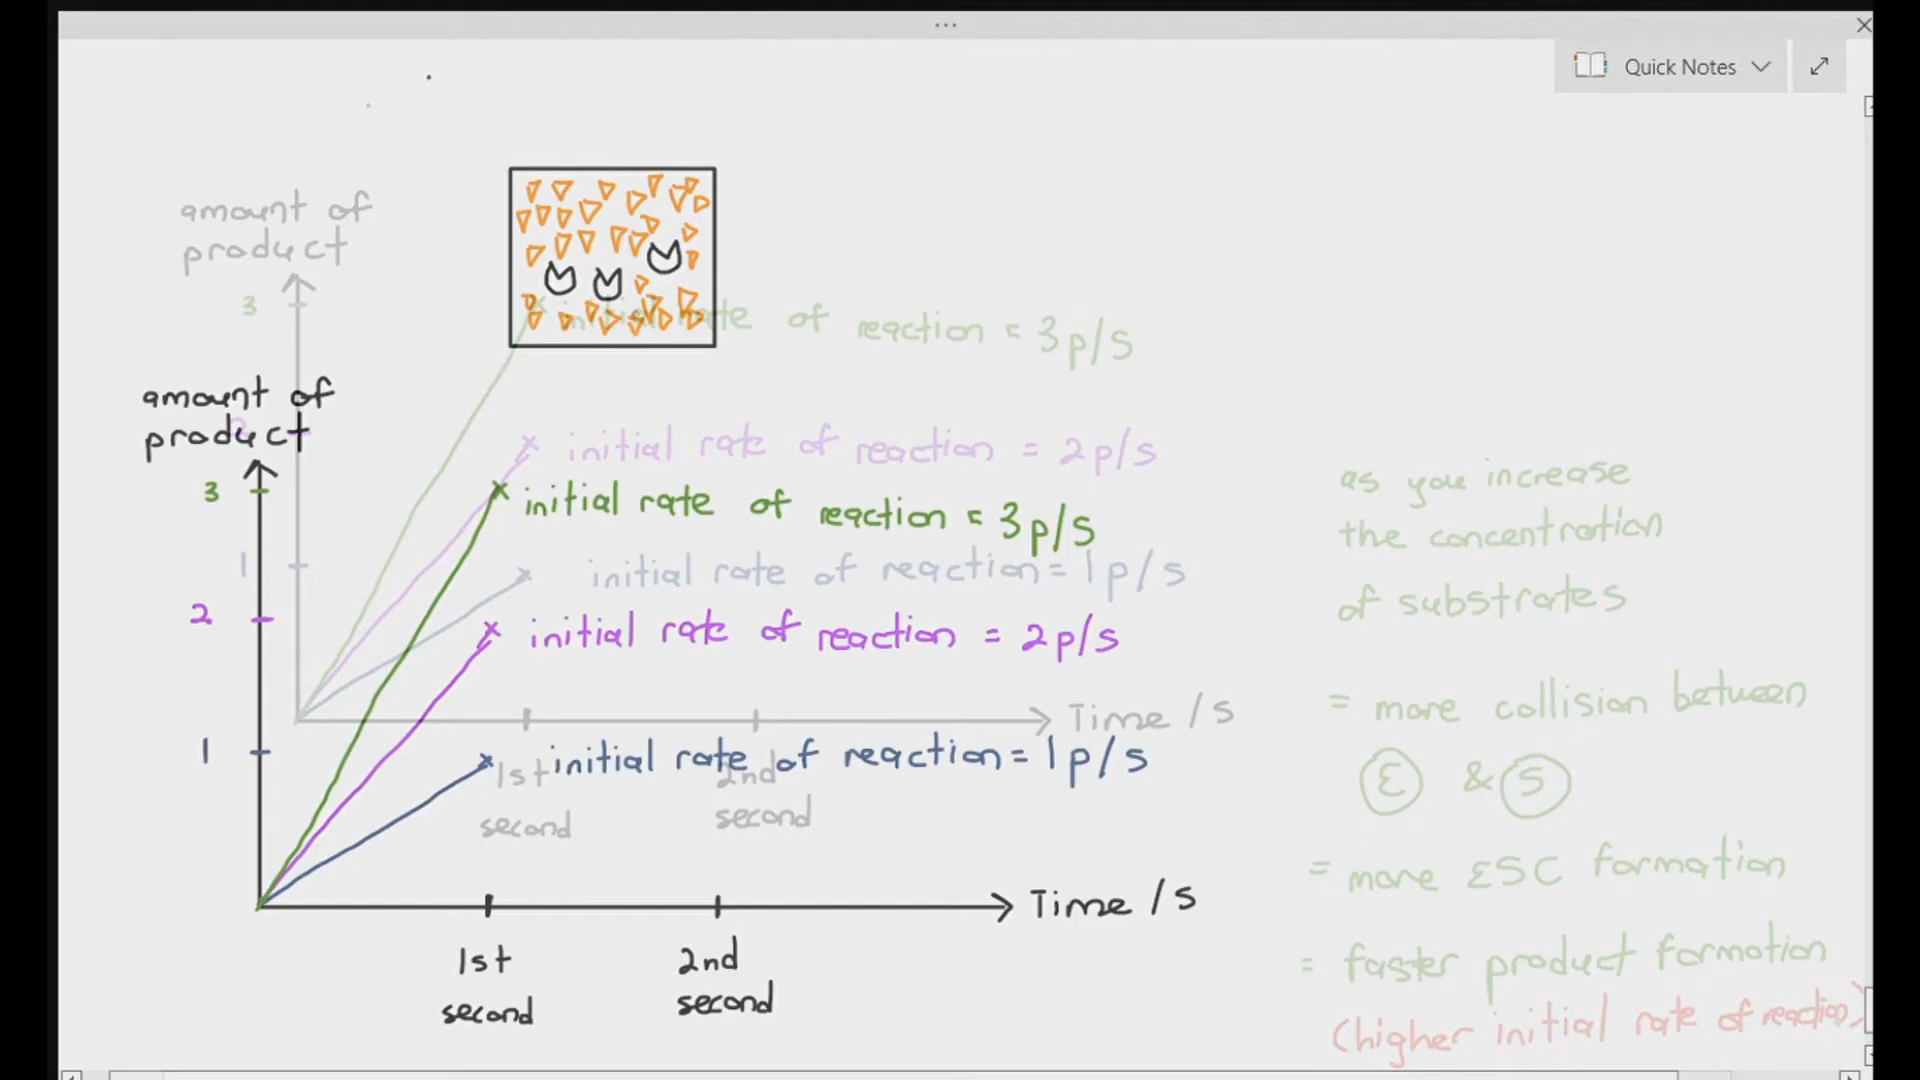 Quick Notes
amount of
product
3
initial rate of reaction = 3p/s
amount of
product
2
initial rate of reaction = 2p/s
3
initial rate of reaction = 3p/s
1
initial rate of reaction = 1p/s
2
initial rate of reaction = 2p/s
Time /s
1
initial rate of reaction = 1p/s
1st
second
2nd
second
Time /s
1st
second
2nd
second
as you increase
the concentration
of substrates
= more collision between
E & S
= more ESC formation
= faster product formation
(higher initial rate of reaction)